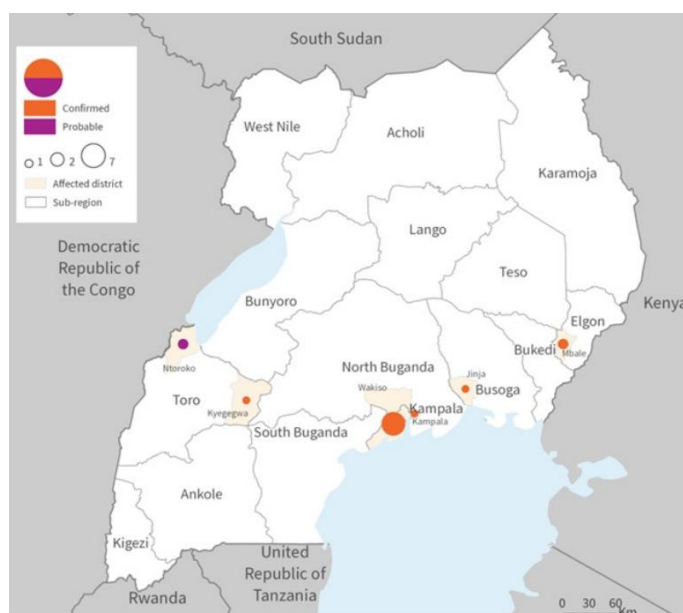 South Sudan
Confirmed
Probable
1 2 7
Affected district
Sub-region
West Nile
Acholi
Karamoja
Lango
Democratic
Republic of
the Congo
Teso
Bunyoro
Kenya
Elgon
Bukedi
Mbale
Ntoroko
North Buganda
Jinja
Toro
Wakiso
Busoga
Kyegegwa
Kampala
Kampala
South Buganda
Ankole
Kigezi
United
Republic of
Tanzania
Rwanda
0 30 60
Km